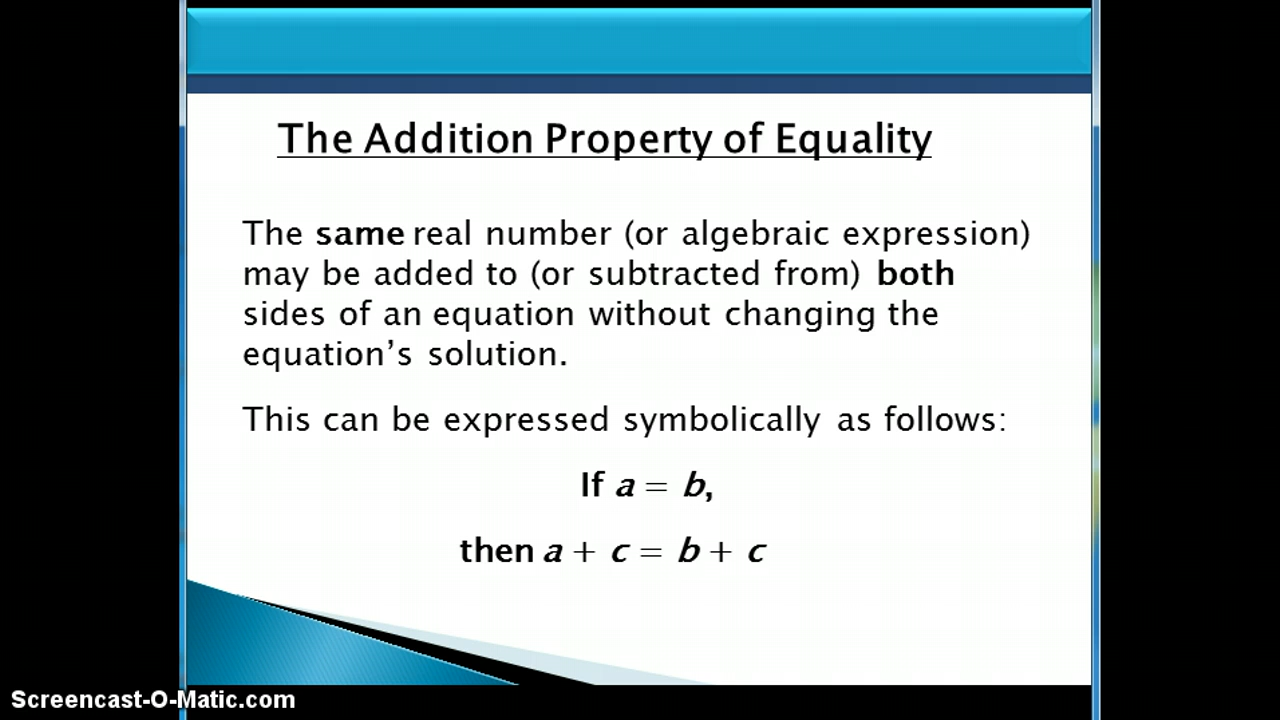 The Addition Property of Equality
The same real number (or algebraic expression)
may be added to (or subtracted from) both
sides of an equation without changing the
equation’s solution.
This can be expressed symbolically as follows:
If a = b,
then a + c = b + c
Screencast-O-Matic.com